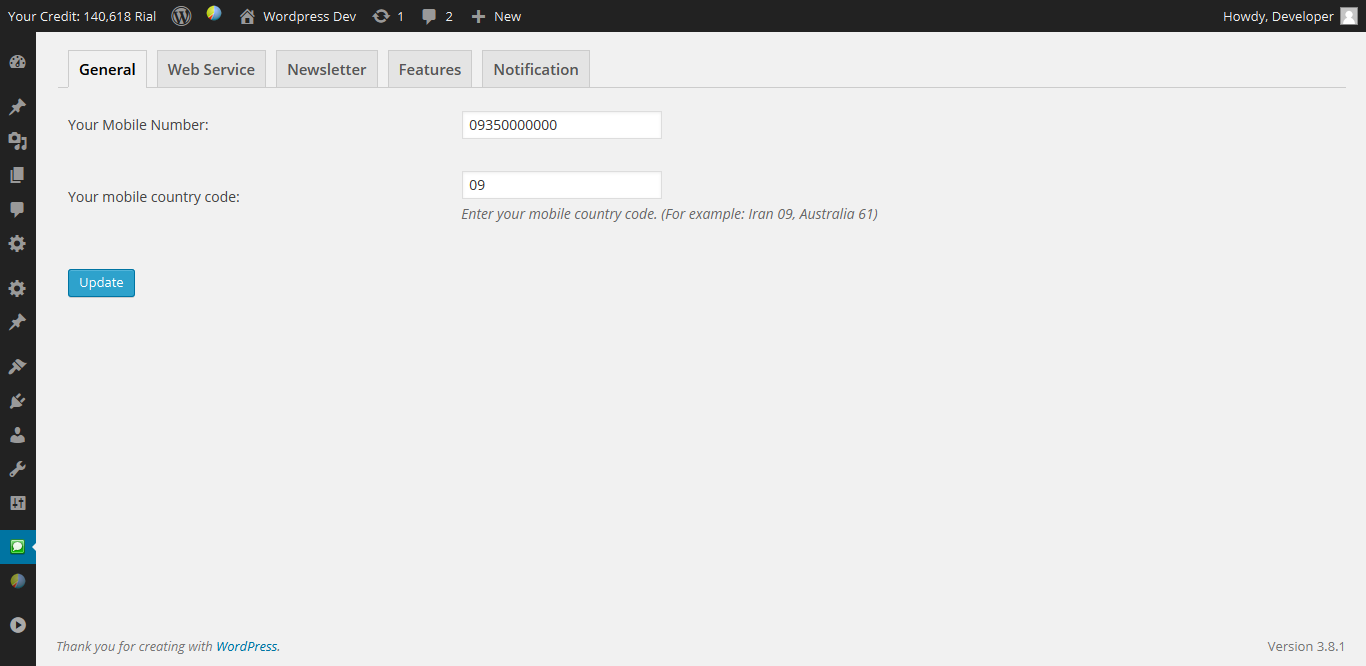 Your Credit: 140,618 Rial Wordpress Dev 1 2 New Howdy, Developer
General Web Service Newsletter Features Notification
Your Mobile Number: 09350000000
Your mobile country code: 09
Enter your mobile country code. (For example: Iran 09, Australia 61)
Update
Thank you for creating with WordPress. Version 3.8.1